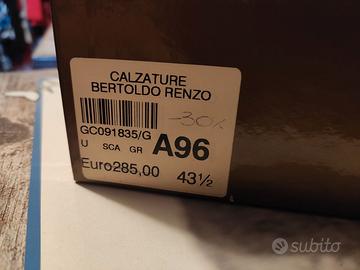 CALZATURE
BERTOLDO RENZO
-30%
GC091835/G
U SCA GR A96
Euro285,00 43½
subito